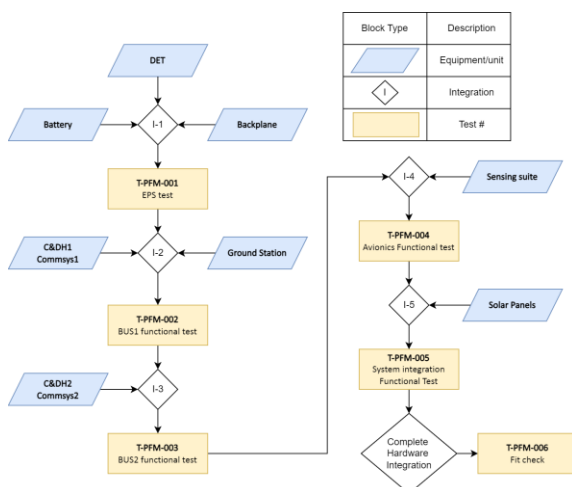 Block Type
Description
Equipment/unit
I
Integration
Test #
DET
Battery
I-1
Backplane
T-PFM-001
EPS test
C&DH1
Commsys1
I-2
Ground Station
T-PFM-002
BUS1 functional test
C&DH2
Commsys2
I-3
T-PFM-003
BUS2 functional test
I-4
Sensing suite
T-PFM-004
Avionics Functional test
I-5
Solar Panels
T-PFM-005
System integration
Functional Test
Complete
Hardware
Integration
T-PFM-006
Fit check